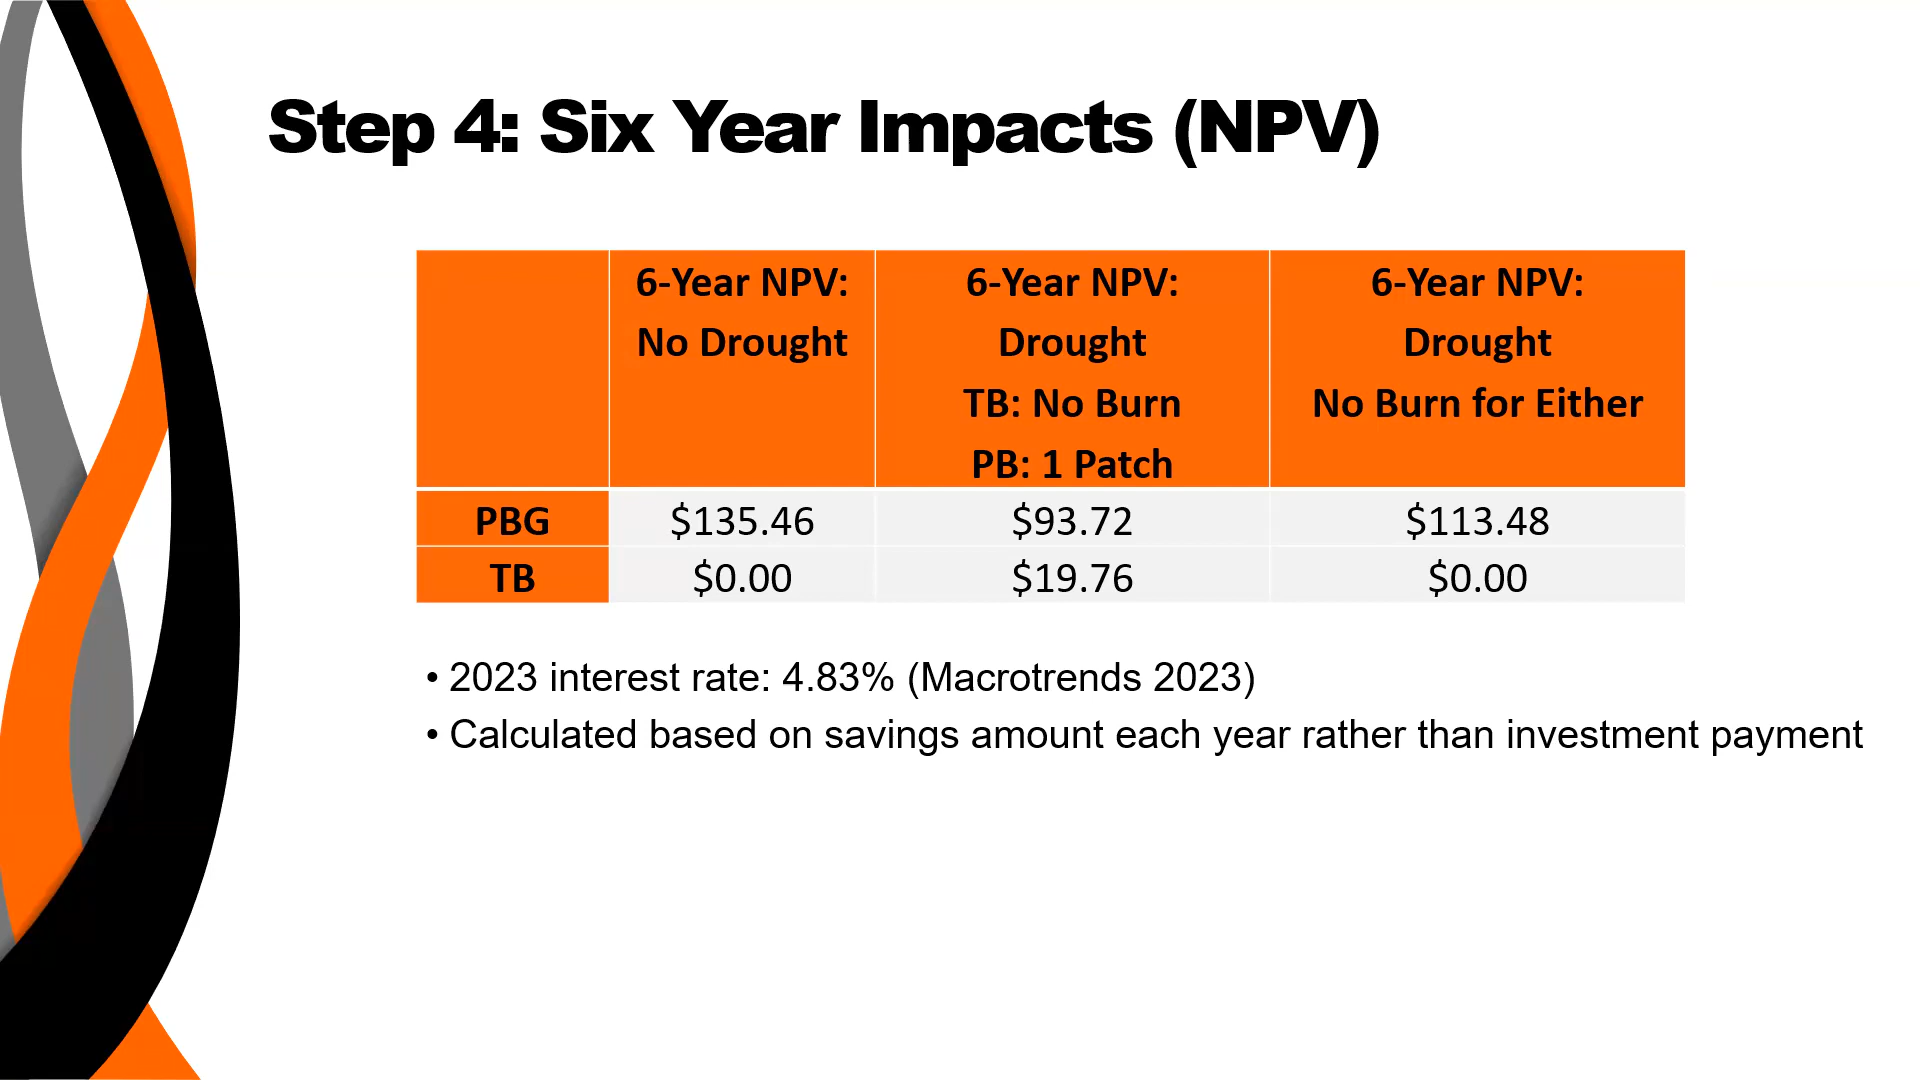 Step 4: Six Year Impacts (NPV)
6-Year NPV:
No Drought
6-Year NPV:
Drought
TB: No Burn
PB: 1 Patch
6-Year NPV:
Drought
No Burn for Either
PBG $135.46 $93.72 $113.48
TB $0.00 $19.76 $0.00
• 2023 interest rate: 4.83% (Macrotrends 2023)
• Calculated based on savings amount each year rather than investment payment